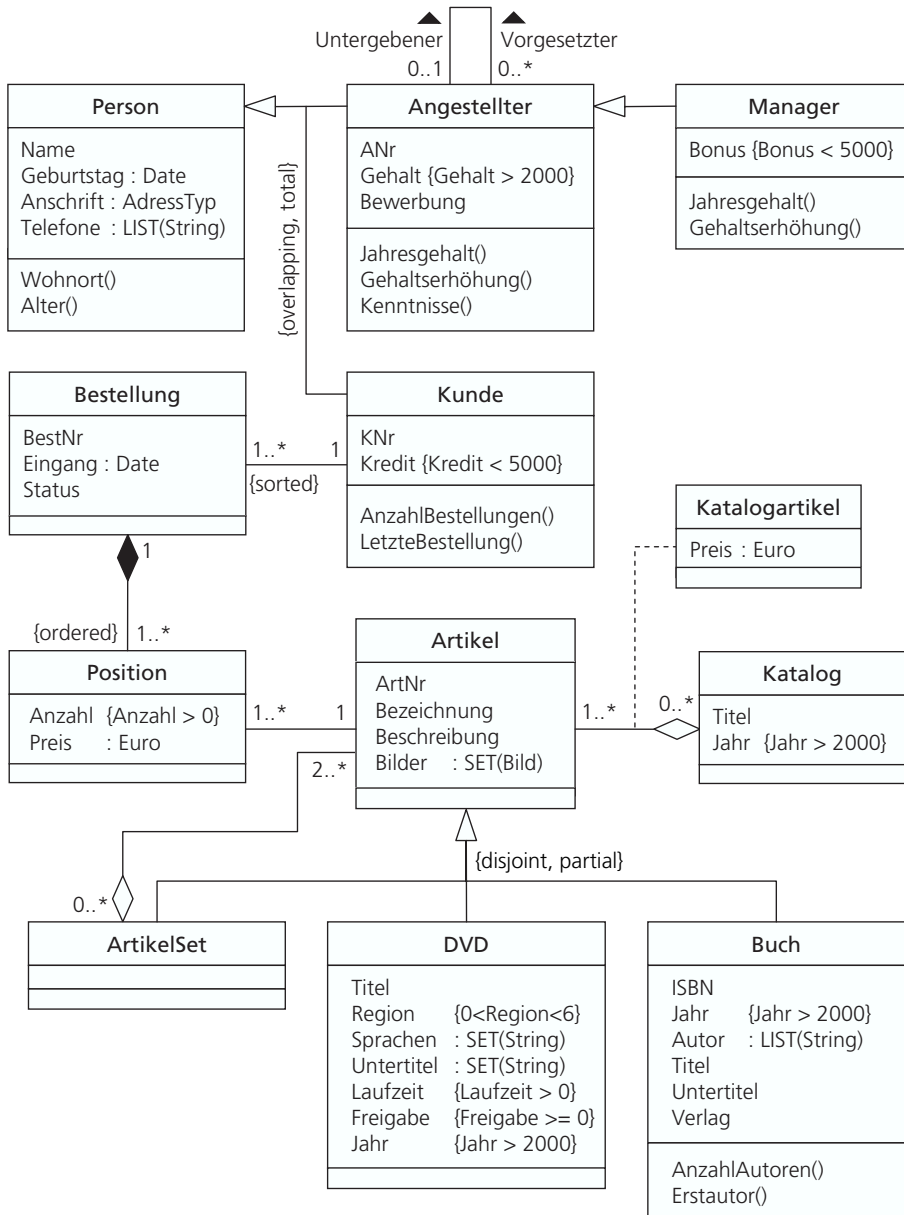 Untergebener
Vorgesetzter
0..1
0..*
Person
Name
Geburtstag : Date
Anschrift : AdressTyp
Telefone : LIST(String)
Wohnort()
Alter()
{overlapping, total}
Angestellter
ANr
Gehalt {Gehalt > 2000}
Bewerbung
Jahresgehalt()
Gehaltserhöhung()
Kenntnisse()
Manager
Bonus {Bonus < 5000}
Jahresgehalt()
Gehaltserhöhung()
Bestellung
BestNr
Eingang : Date
Status
1..*
1
{sorted}
Kunde
KNr
Kredit {Kredit < 5000}
AnzahlBestellungen()
LetzteBestellung()
Katalogartikel
Preis : Euro
1
{ordered}
1..*
Position
Anzahl {Anzahl > 0}
Preis : Euro
1..*
1
Artikel
ArtNr
Bezeichnung
Beschreibung
Bilder : SET(Bild)
1..*
0..*
Katalog
Titel
Jahr {Jahr > 2000}
2..*
{disjoint, partial}
0..*
ArtikelSet
DVD
Titel
Region {0<Region<6}
Sprachen : SET(String)
Untertitel : SET(String)
Laufzeit {Laufzeit > 0}
Freigabe {Freigabe >= 0}
Jahr {Jahr > 2000}
Buch
ISBN
Jahr {Jahr > 2000}
Autor : LIST(String)
Titel
Untertitel
Verlag
AnzahlAutoren()
Erstautor()